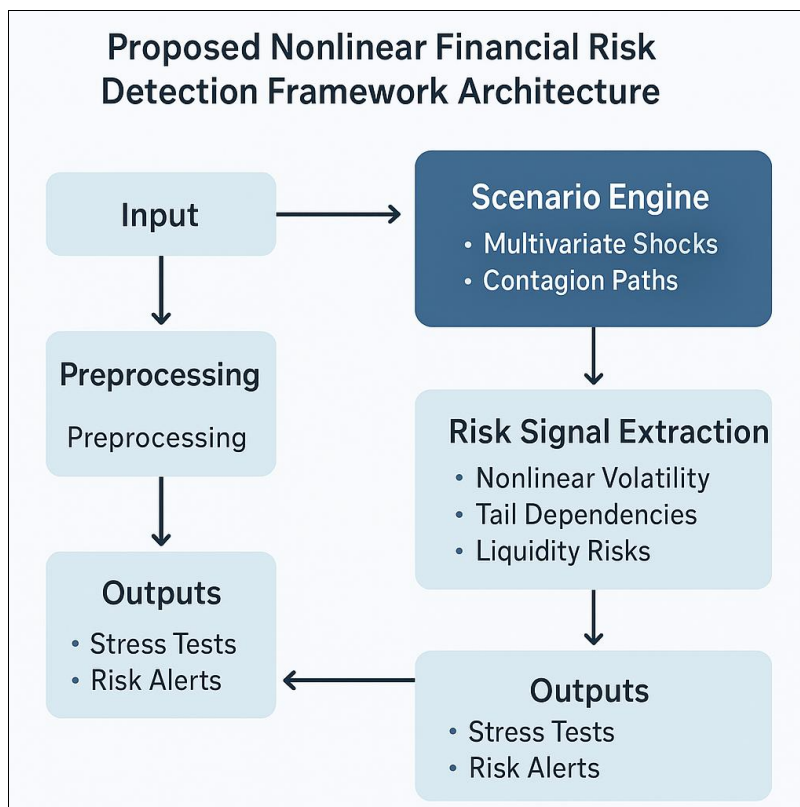 Proposed Nonlinear Financial Risk
Detection Framework Architecture
Input
Preprocessing
Preprocessing
Outputs
• Stress Tests
• Risk Alerts
Scenario Engine
• Multivariate Shocks
• Contagion Paths
Risk Signal Extraction
• Nonlinear Volatility
• Tail Dependencies
• Liquidity Risks
Outputs
• Stress Tests
• Risk Alerts